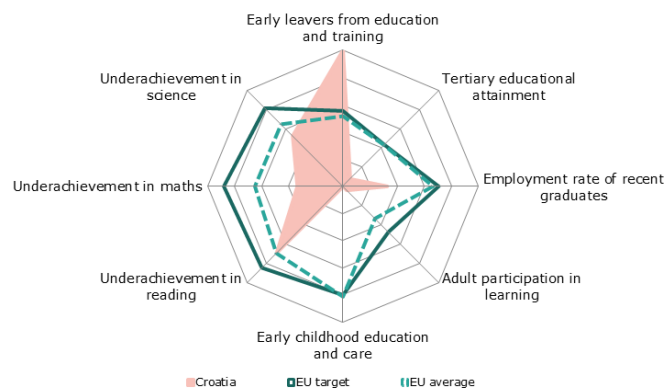 Early leavers from education
and training
Underachievement in
science
Tertiary educational
attainment
Underachievement in maths
Employment rate of recent
graduates
Underachievement in
reading
Adult participation in
learning
Early childhood education
and care
Croatia
EU target
EU average